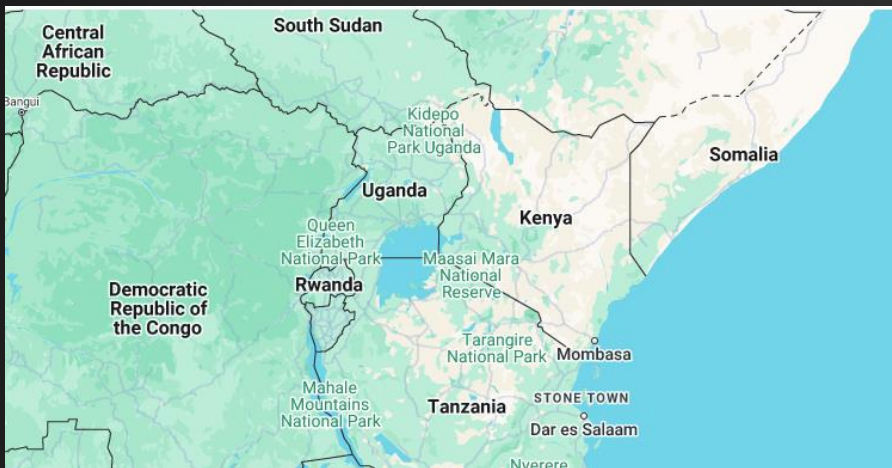 South Sudan
Central
African
Republic
Bangui
Kidepo
National
Park Uganda
Somalia
Uganda
Kenya
Queen
Elizabeth
National Park
Maasai Mara
National
Reserve
Rwanda
Democratic
Republic of
the Congo
Tarangire
National Park
Mombasa
Mahale
Mountains
National Park
STONE TOWN
Tanzania
Dar es Salaam
Nyerere